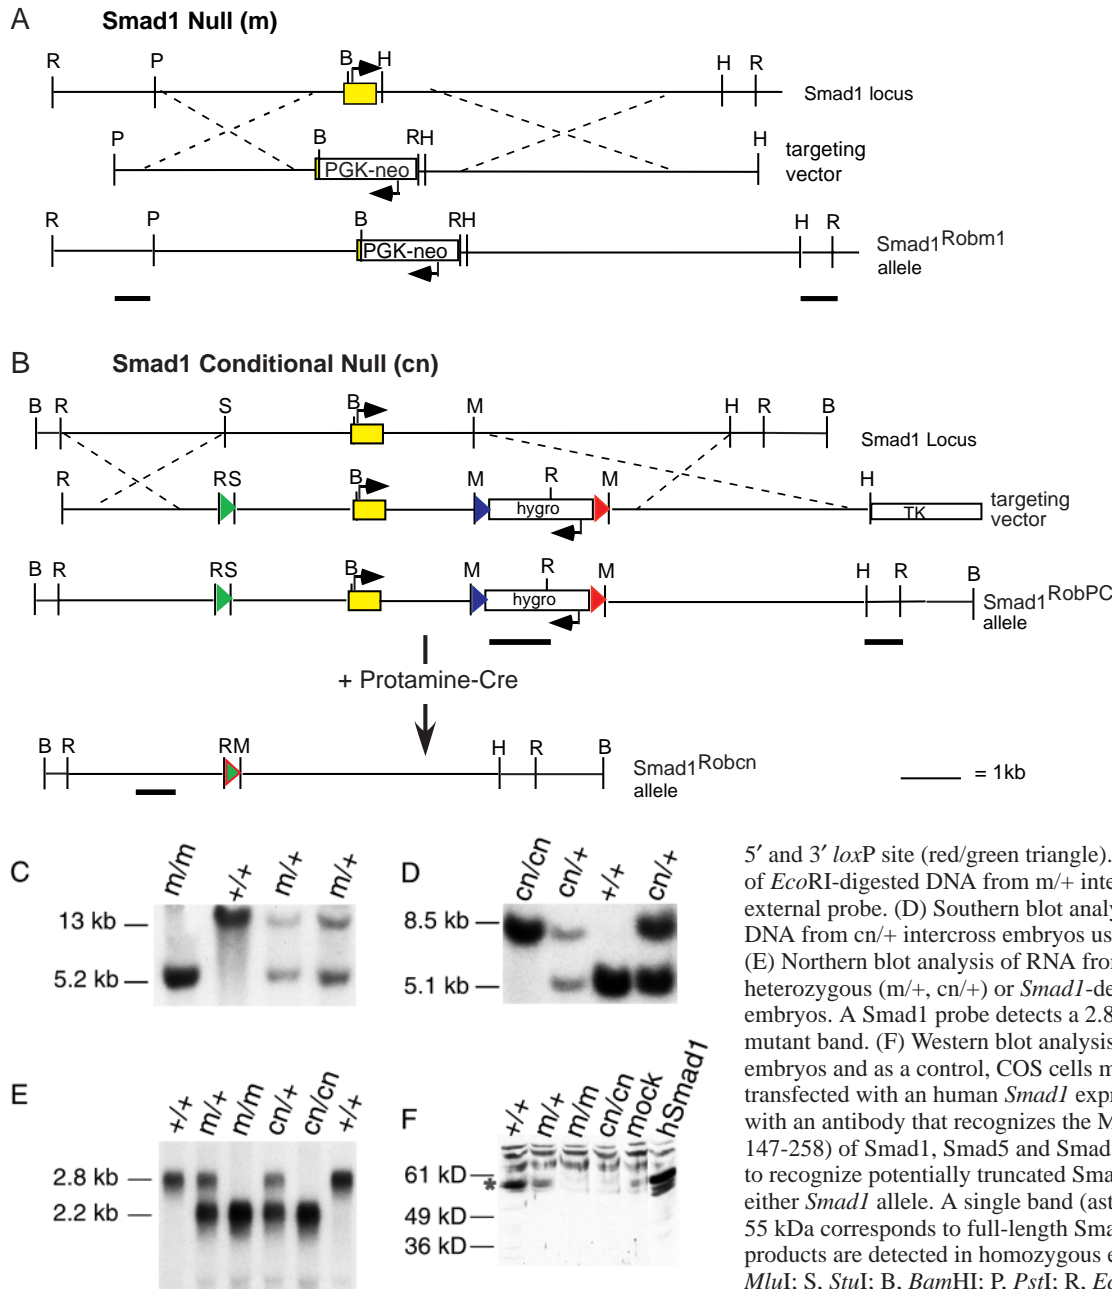 A Smad1 Null (m)
R P B H H R
Smad1 locus
P B RH H
PGK-neo
targeting
vector
R P B RH H R
PGK-neo
Smad1Robm1
allele
B Smad1 Conditional Null (cn)
B R S B M H R B
Smad1 Locus
R RS B M R M H
hygro TK
targeting
vector
B R RS B M R M H R B
hygro
Smad1RobPC
allele
+ Protamine-Cre
B R RM H R B
Smad1Robcn
allele
= 1kb
C
m/m +/+ m/+ m/+
13 kb
5.2 kb
D
cn/cn cn/+ +/+ cn/+
8.5 kb
5.1 kb
E
+/+ m/+ m/m cn/+ cn/cn +/+
2.8 kb
2.2 kb
F
+/+ m/+ m/m cn/cn mock hSmad1
61 kD
*
49 kD
36 kD
5′ and 3′ loxP site (red/green triangle).
of EcoRI-digested DNA from m/+ inte
external probe. (D) Southern blot analy
DNA from cn/+ intercross embryos us
(E) Northern blot analysis of RNA from
heterozygous (m/+, cn/+) or Smad1-de
embryos. A Smad1 probe detects a 2.8
mutant band. (F) Western blot analysis
embryos and as a control, COS cells m
transfected with an human Smad1 expr
with an antibody that recognizes the M
147-258) of Smad1, Smad5 and Smad
to recognize potentially truncated Sma
either Smad1 allele. A single band (ast
55 kDa corresponds to full-length Sma
products are detected in homozygous e
MluI; S, StuI; B, BamHI; P, PstI; R, Ec